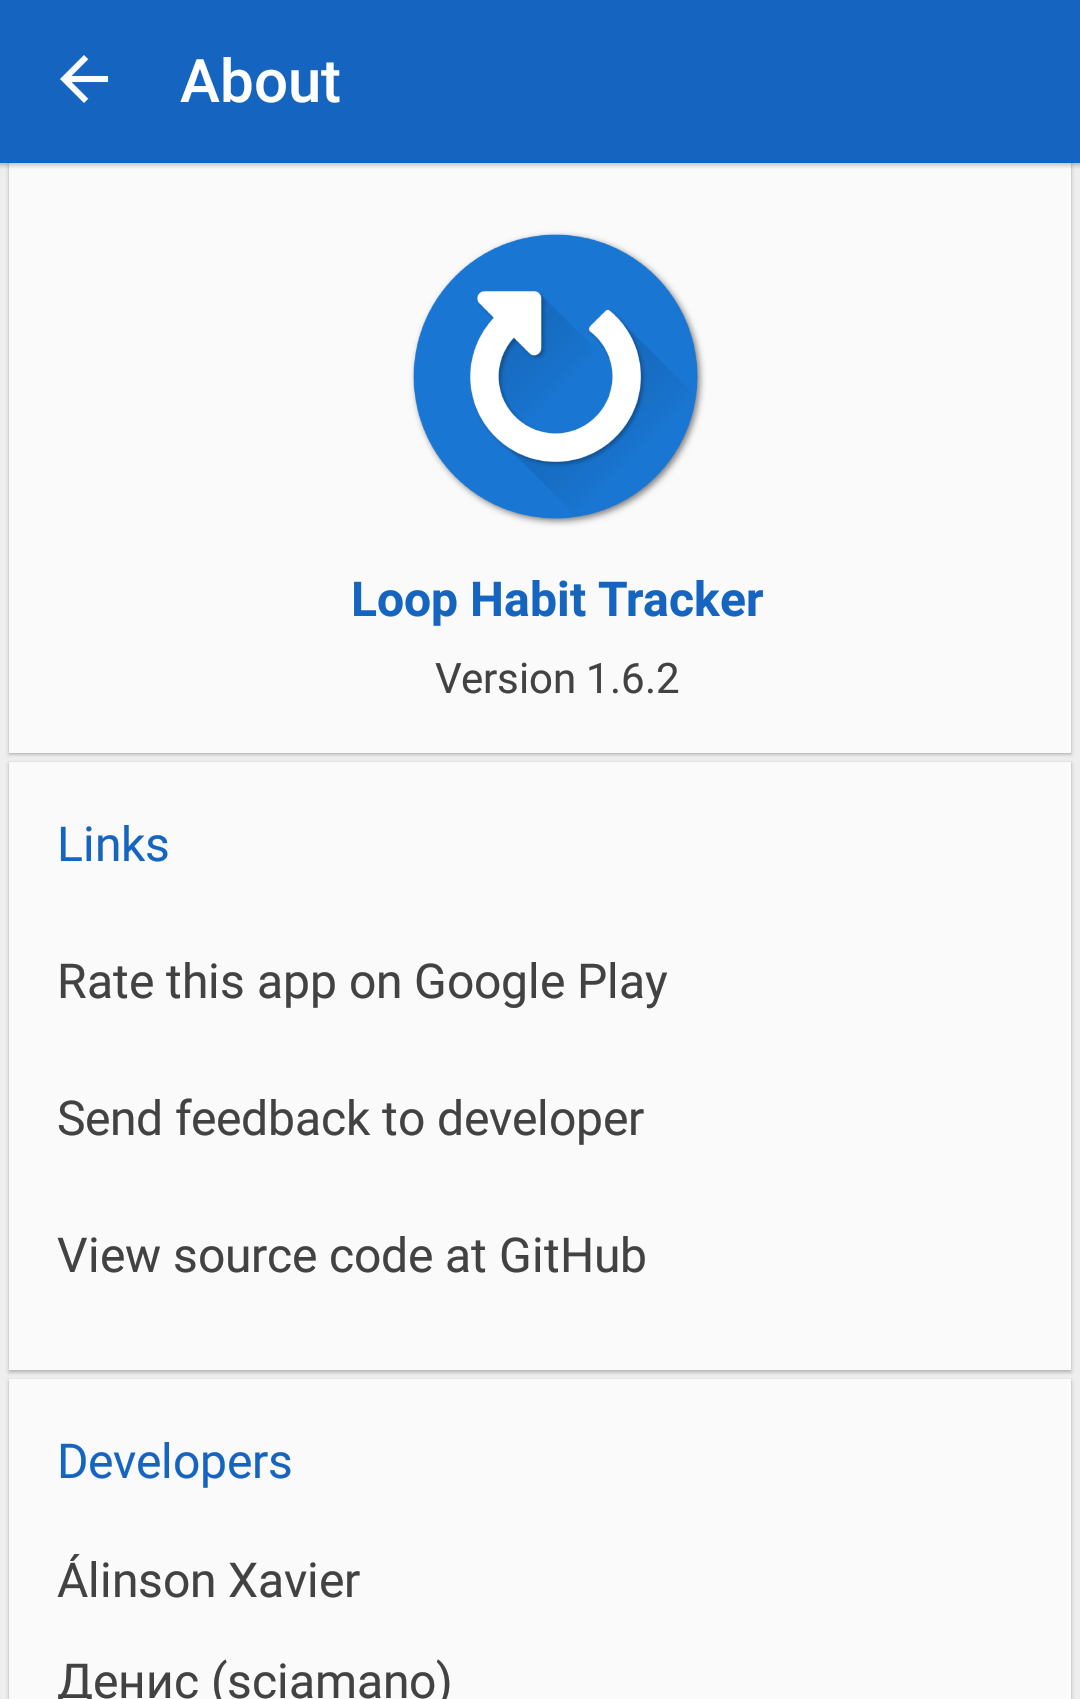 About
Loop Habit Tracker
Version 1.6.2
Links
Rate this app on Google Play
Send feedback to developer
View source code at GitHub
Developers
Álinson Xavier
Денис (sciamano)